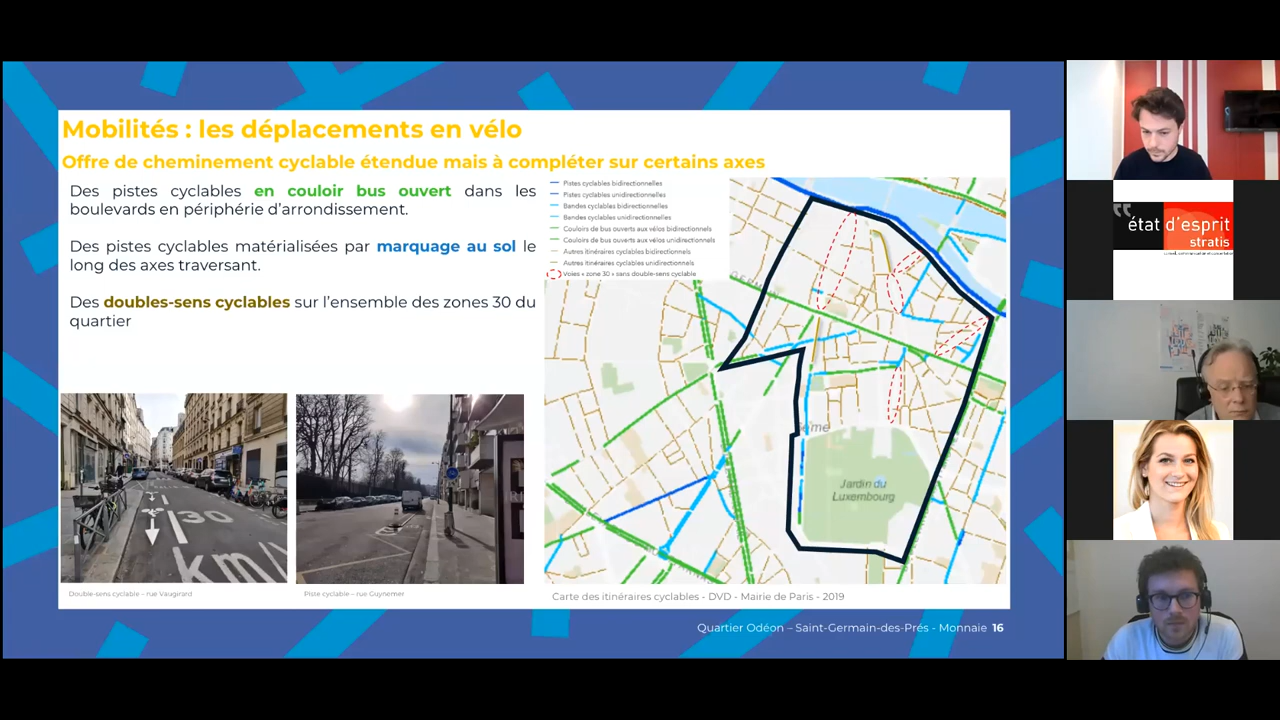 Mobilités : les déplacements en vélo
Offre de cheminement cyclable étendue mais à compléter sur certains axes
Des pistes cyclables en couloir bus ouvert dans les
boulevards en périphérie d'arrondissement.
Des pistes cyclables matérialisées par marquage au sol le
long des axes traversant.
Des doubles-sens cyclables sur l'ensemble des zones 30 du
quartier
Pistes cyclables bidirectionnelles
Pistes cyclables unidirectionnelles
Bandes cyclables bidirectionnelles
Bandes cyclables unidirectionnelles
Couloirs de bus ouverts aux vélos bidirectionnels
Couloirs de bus ouverts aux vélos unidirectionnels
Autres itinéraires cyclables bidirectionnels
Autres itinéraires cyclables unidirectionnels
Voies « zone 30 » sans double-sens cyclable
Jardin du
Luxembourg
30
km/
Double-sens cyclable – rue Vaugirard
Piste cyclable – rue Guynemer
Carte des itinéraires cyclables - DVD - Mairie de Paris - 2019
Quartier Odéon – Saint-Germain-des-Prés - Monnaie 16
état d'esprit
stratis